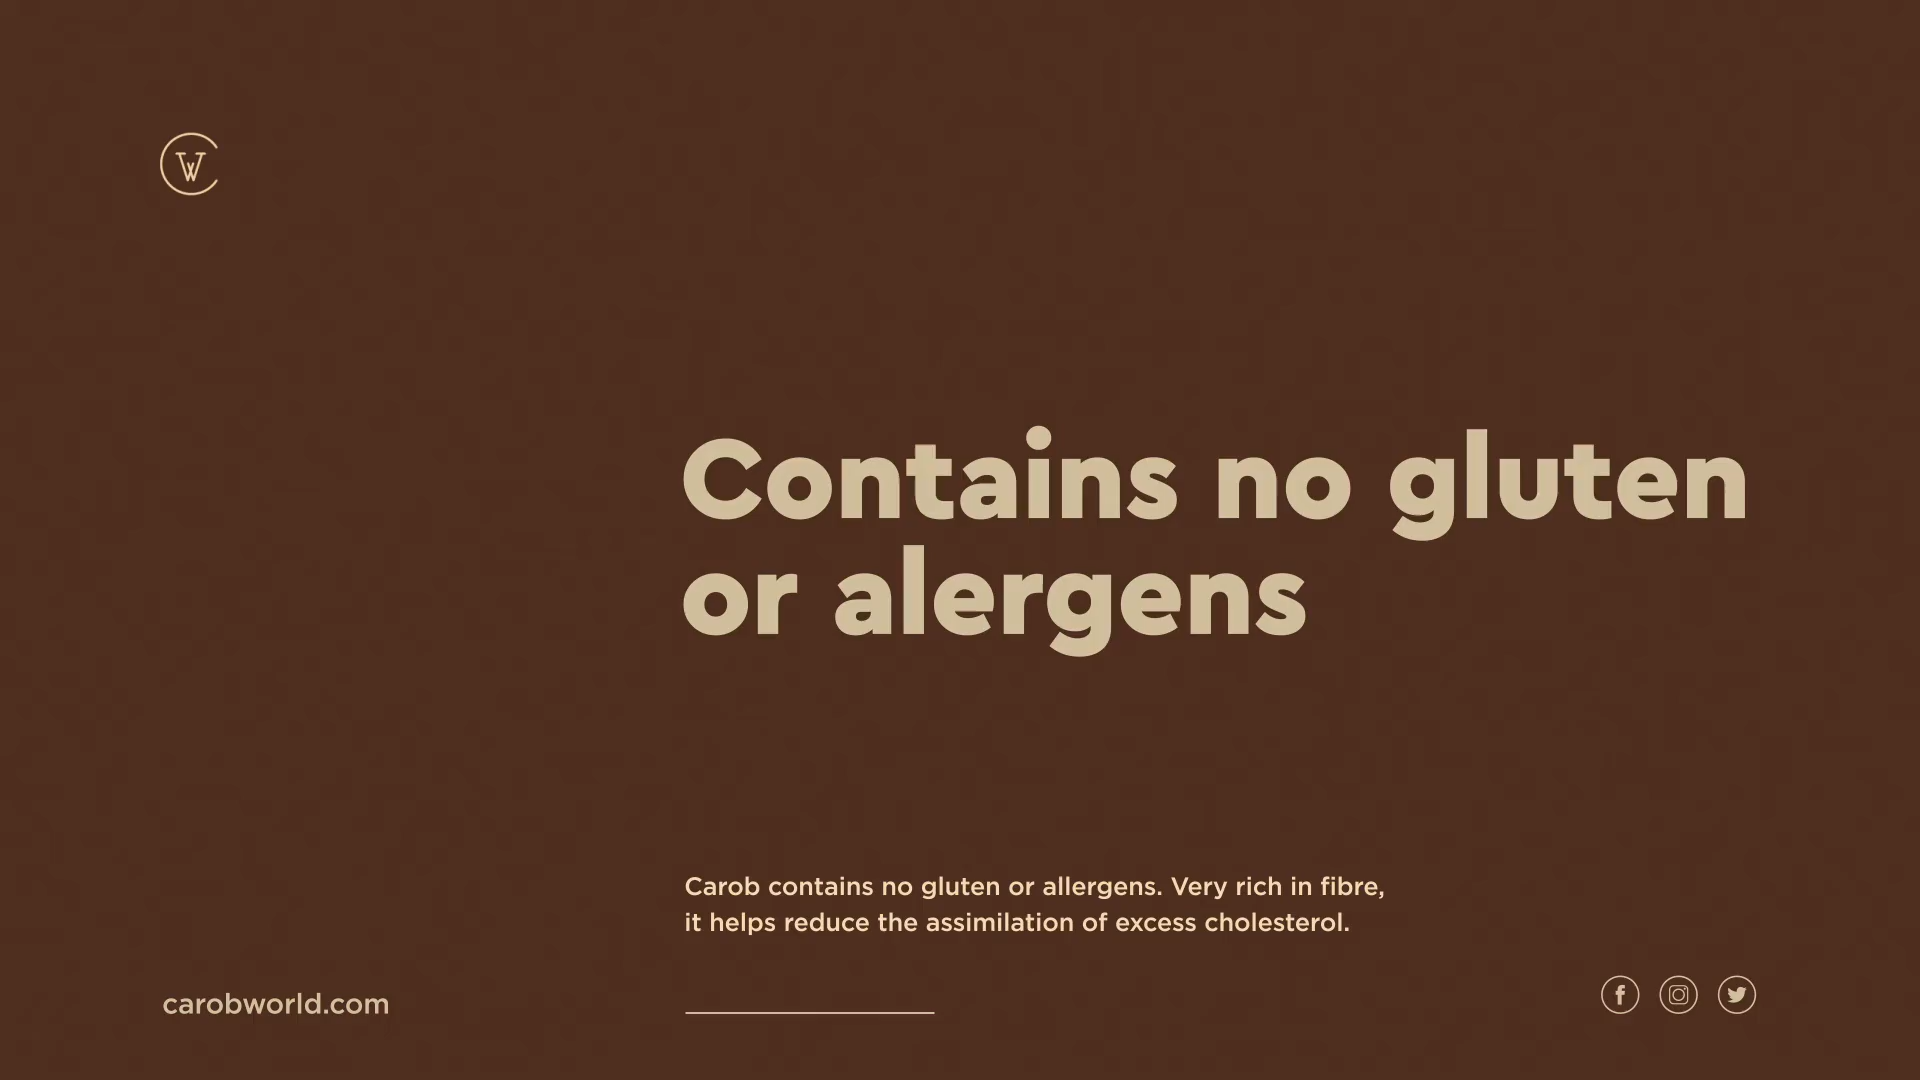 CW
Contains no gluten
or alergens
Carob contains no gluten or allergens. Very rich in fibre,
it helps reduce the assimilation of excess cholesterol.
carobworld.com